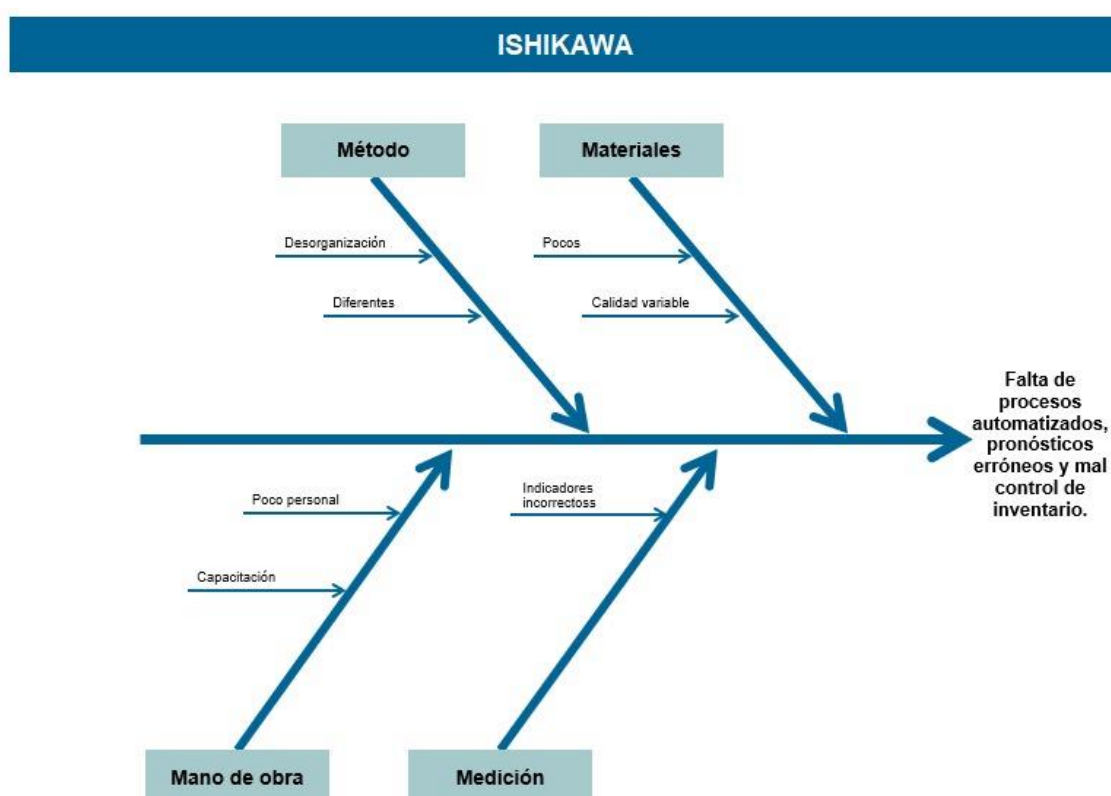 ISHIKAWA
Método
Materiales
Desorganización
Pocos
Diferentes
Calidad variable
Falta de
procesos
automatizados,
pronósticos
erróneos y mal
control de
inventario.
Poco personal
Indicadores
incorrectoss
Capacitación
Mano de obra
Medición